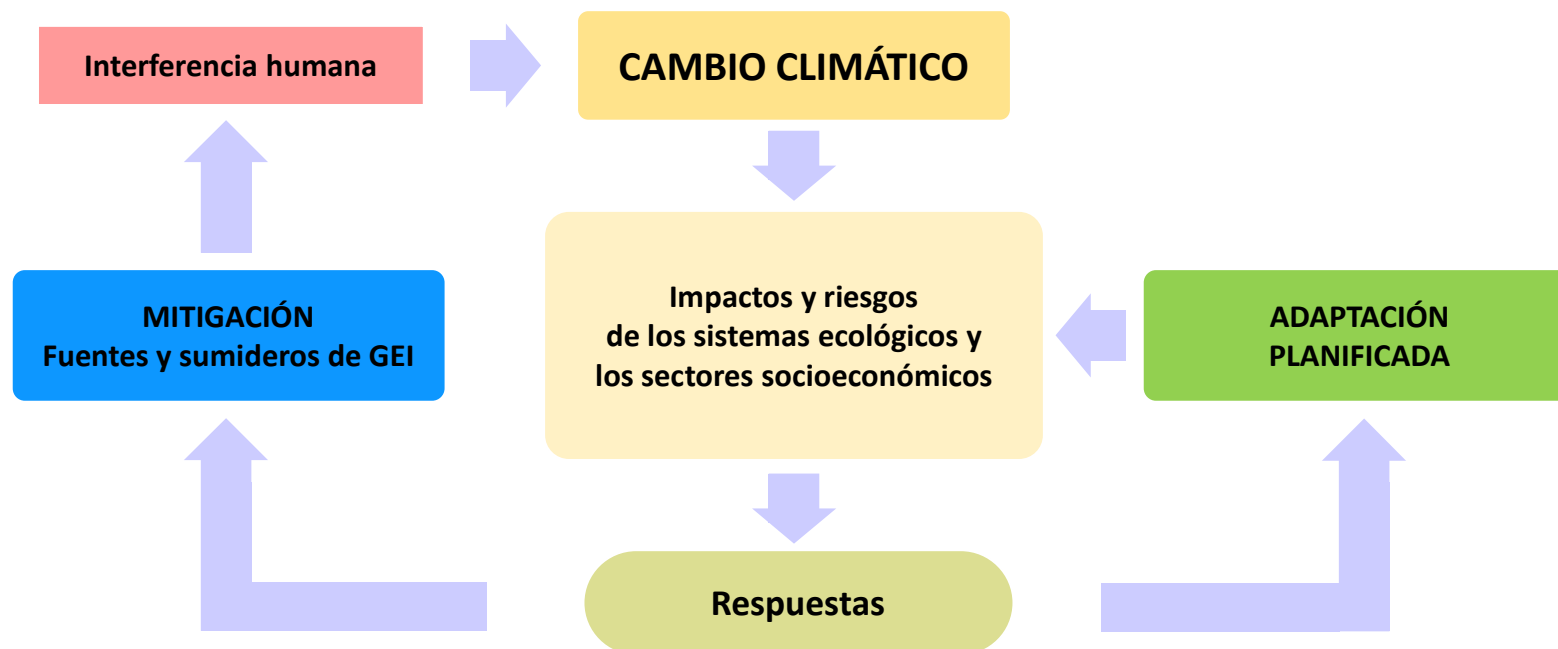 Interferencia humana
CAMBIO CLIMÁTICO
Impactos y riesgos
de los sistemas ecológicos y
los sectores socioeconómicos
MITIGACIÓN
Fuentes y sumideros de GEI
ADAPTACIÓN
PLANIFICADA
Respuestas